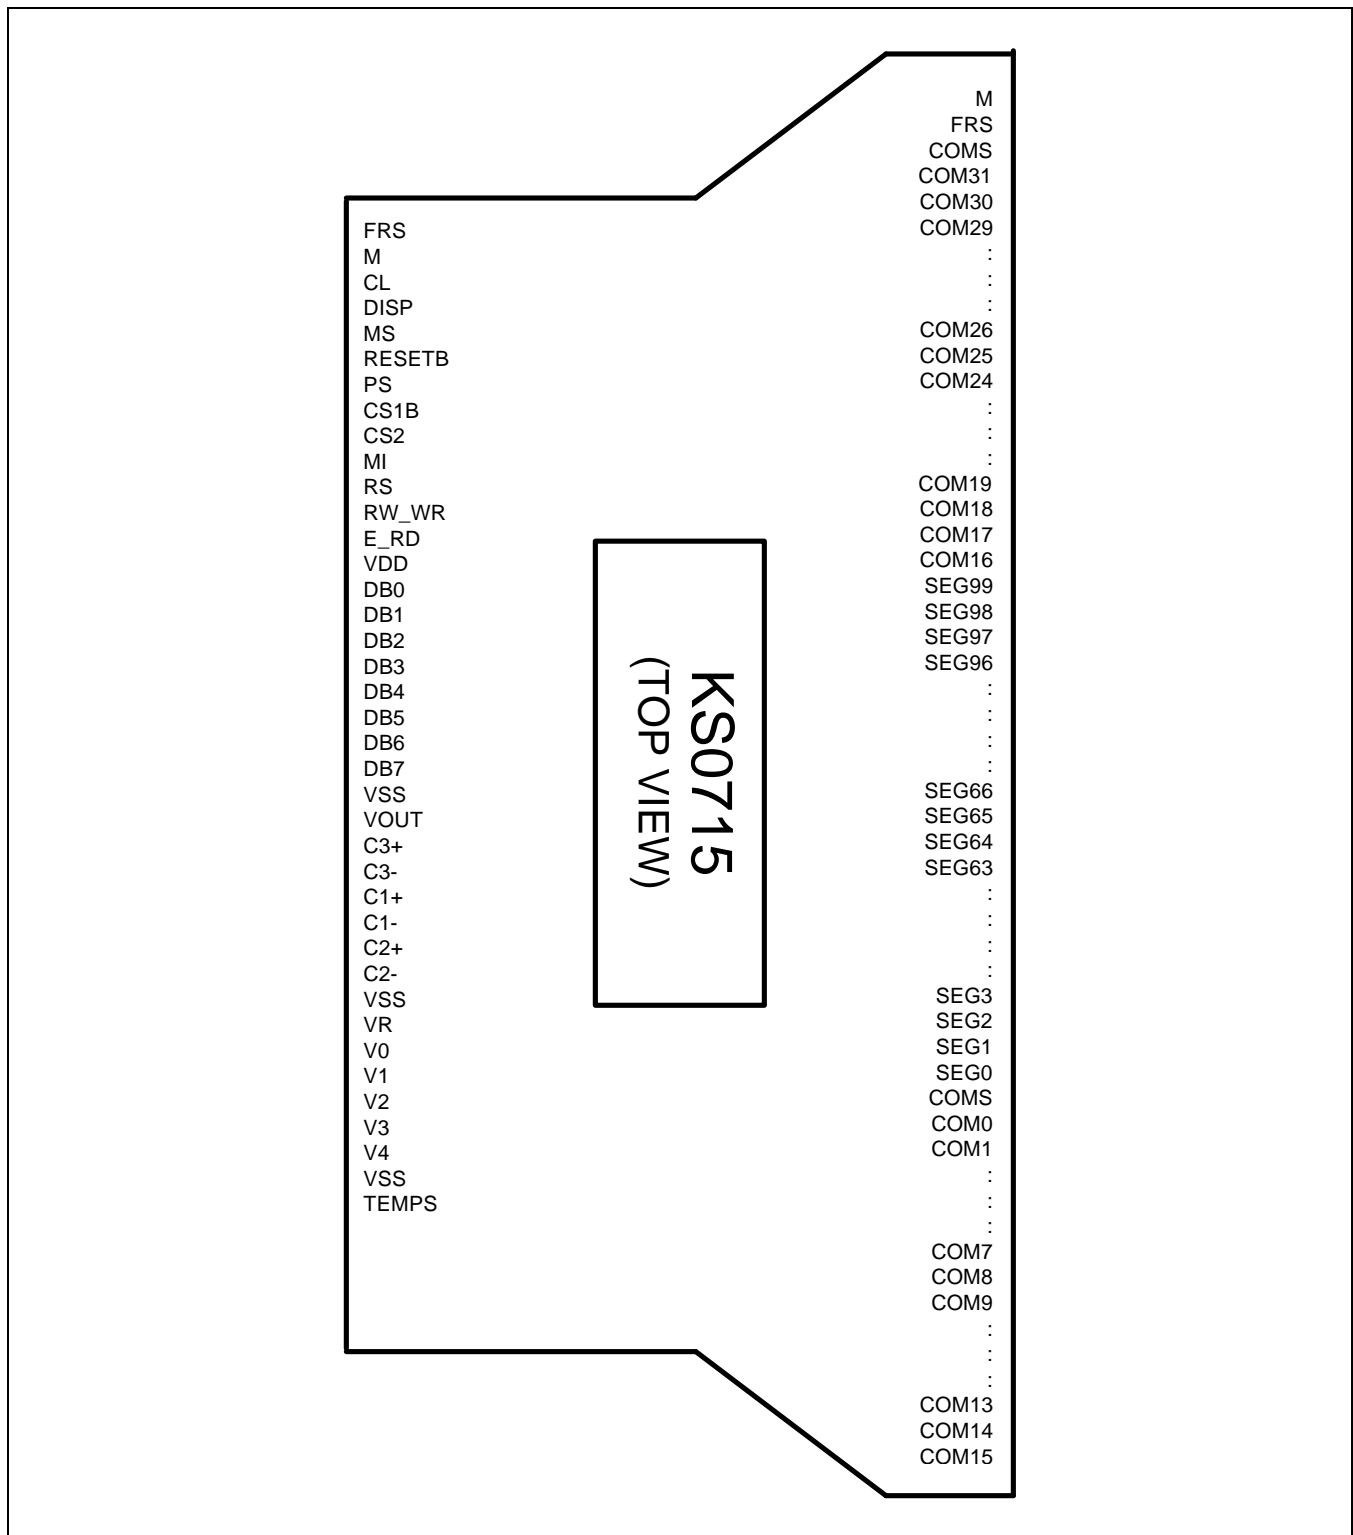 FRS
M
CL
DISP
MS
RESETB
PS
CS1B
CS2
MI
RS
RW_WR
E_RD
VDD
DB0
DB1
DB2
DB3
DB4
DB5
DB6
DB7
VSS
VOUT
C3+
C3-
C1+
C1-
C2+
C2-
VSS
VR
V0
V1
V2
V3
V4
VSS
TEMPS
KS0715
(TOP VIEW)
M
FRS
COMS
COM31
COM30
COM29
:
:
:
COM26
COM25
COM24
:
:
:
COM19
COM18
COM17
COM16
SEG99
SEG98
SEG97
SEG96
:
:
:
:
SEG66
SEG65
SEG64
SEG63
:
:
:
:
SEG3
SEG2
SEG1
SEG0
COMS
COM0
COM1
:
:
:
COM7
COM8
COM9
:
:
:
COM13
COM14
COM15